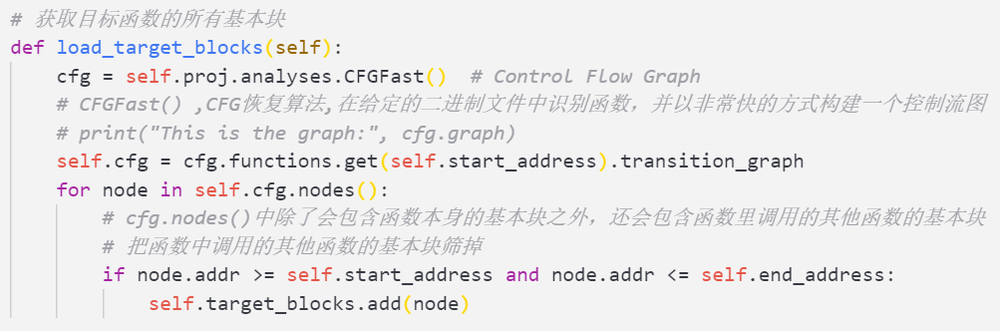 # 获取目标函数的所有基本块
def load_target_blocks(self):
    cfg = self.proj.analyses.CFGFast()  # Control Flow Graph
    # CFGFast() ,CFG恢复算法,在给定的二进制文件中识别函数，并以非常快的方式构建一个控制流图
    # print("This is the graph:", cfg.graph)
    self.cfg = cfg.functions.get(self.start_address).transition_graph
    for node in self.cfg.nodes():
        # cfg.nodes()中除了会包含函数本身的基本块之外，还会包含函数里调用的其他函数的基本块
        # 把函数中调用的其他函数的基本块筛掉
        if node.addr >= self.start_address and node.addr <= self.end_address:
            self.target_blocks.add(node)